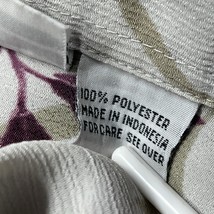 100% POLYESTER
MADE IN INDONESIA
FOR CARE SEE OVER